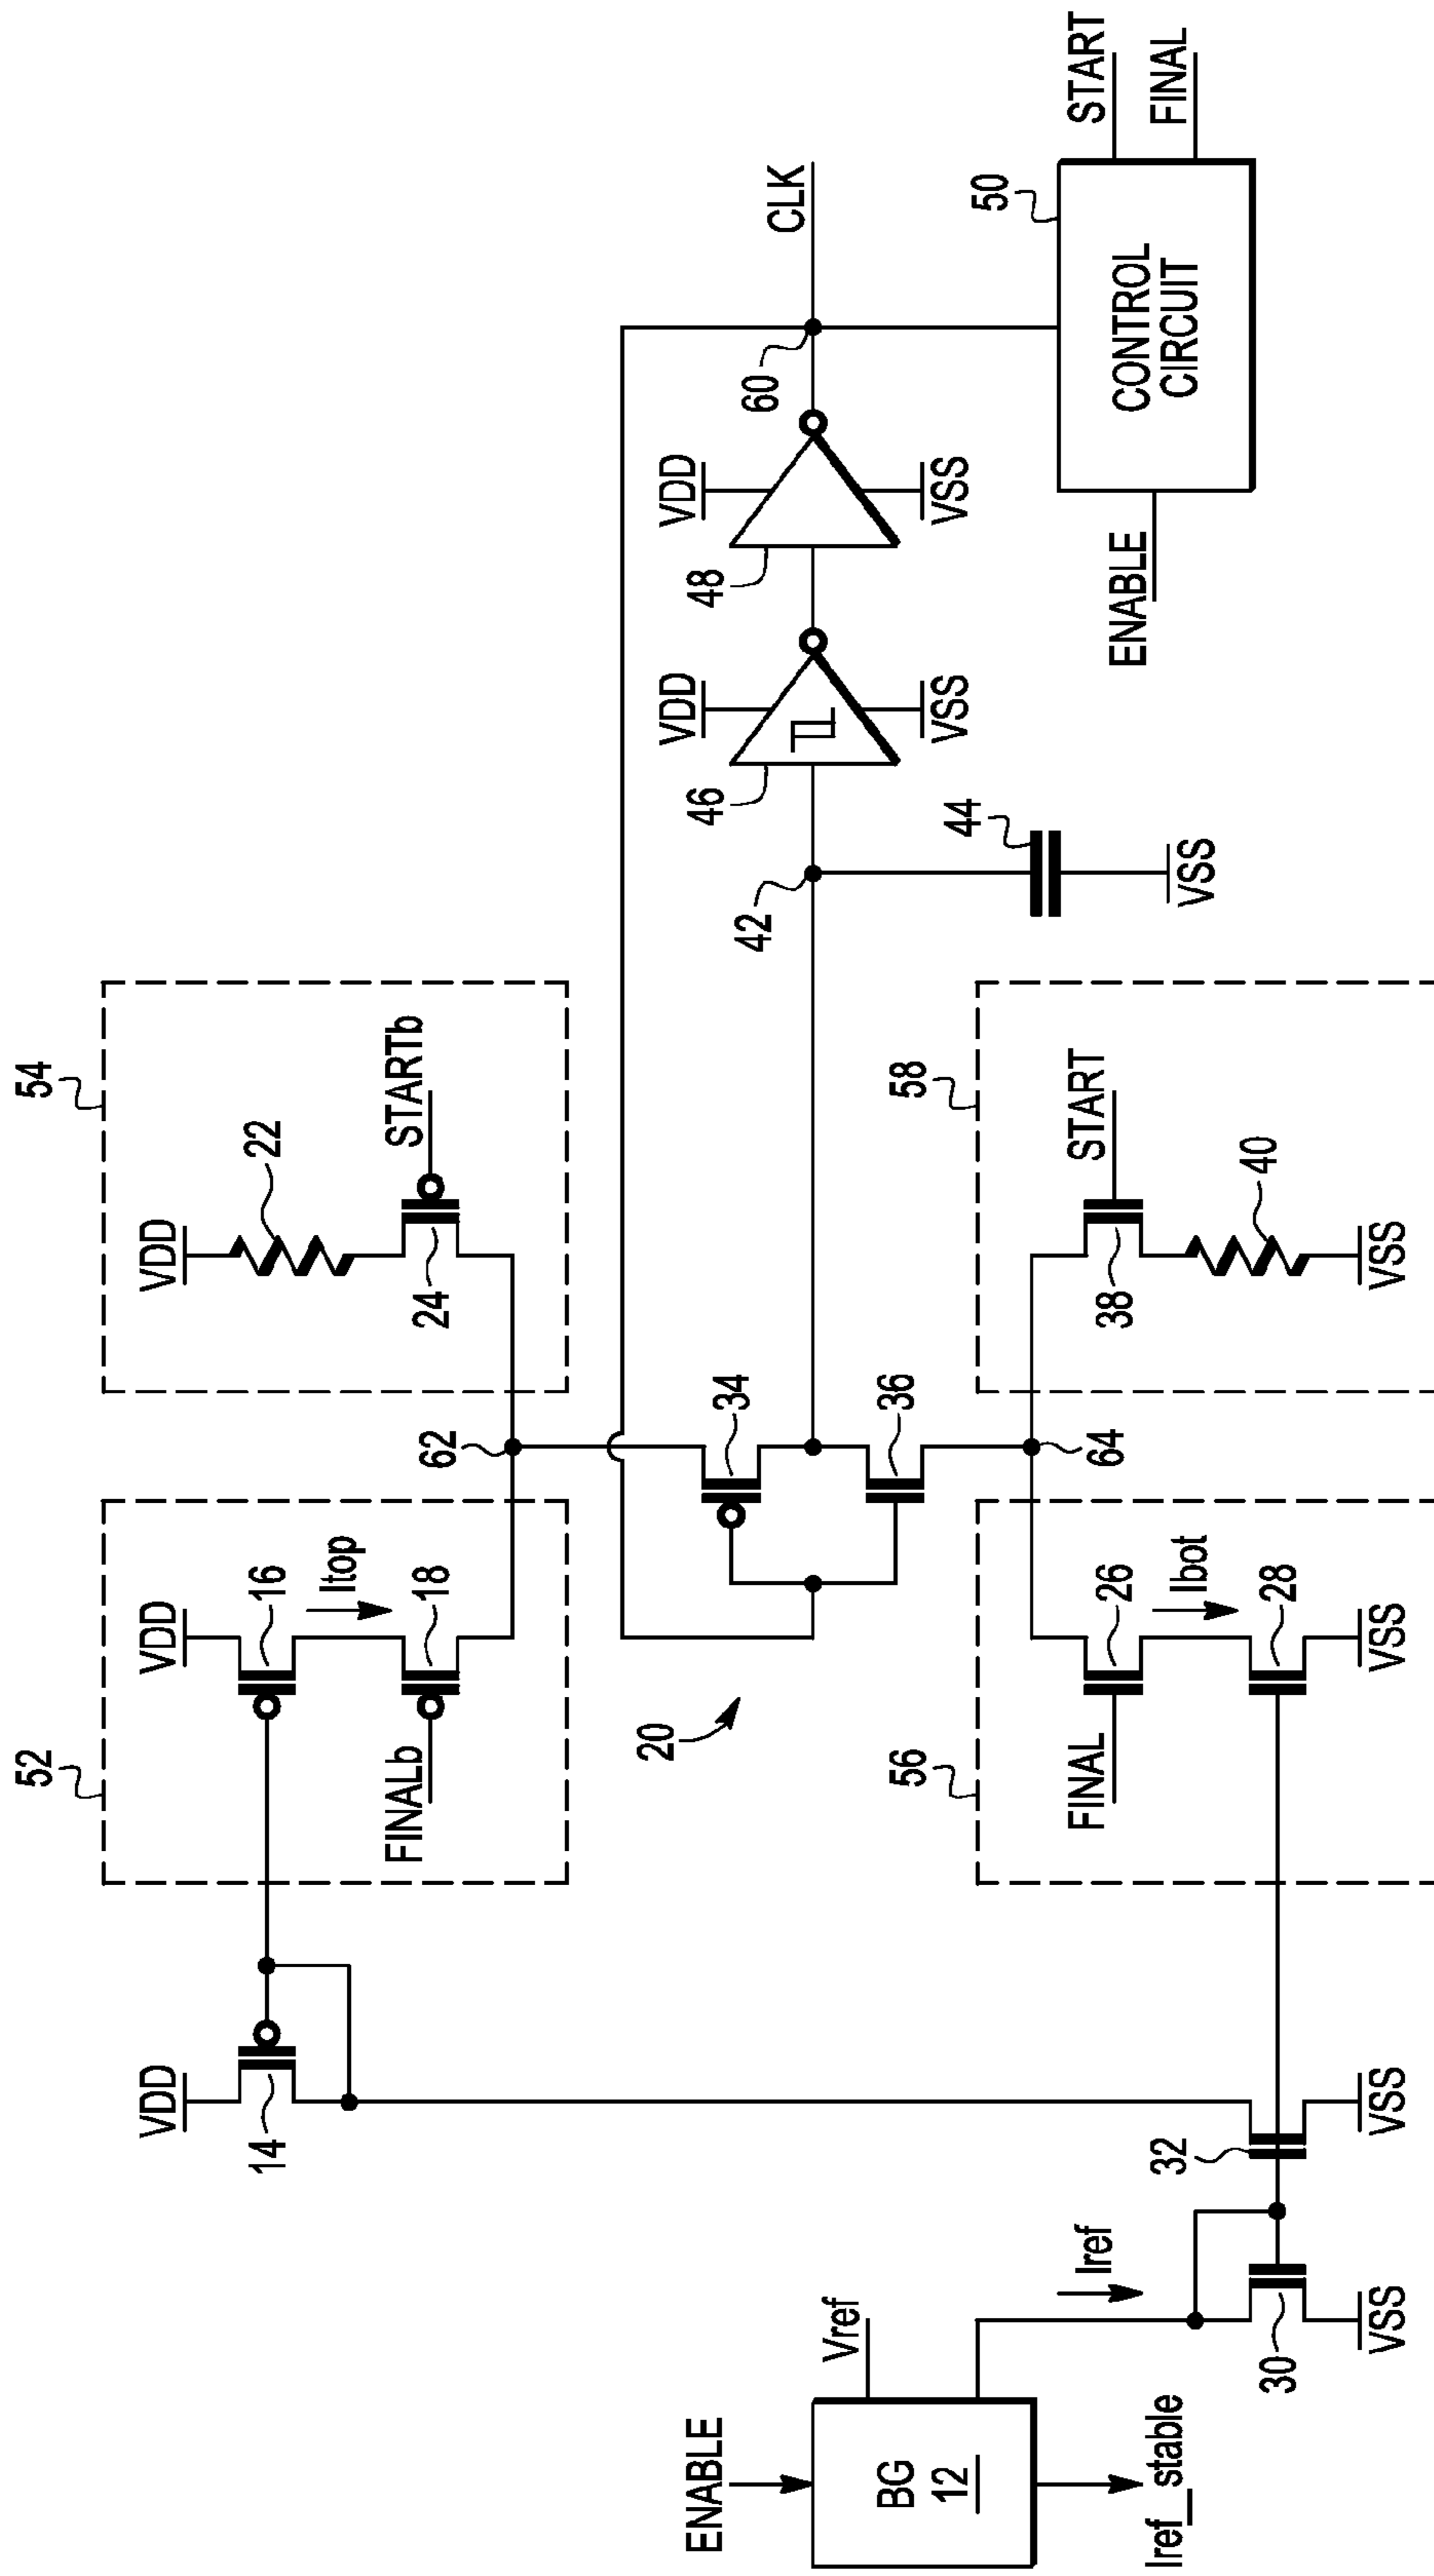 ENABLE
BG
12
Vref
Iref_stable
Iref
30
VSS
VDD
14
32
VSS
52
VDD
16
Itop
18
FINALb
54
VDD
22
24
STARTb
62
20
34
36
64
56
FINAL
26
Ibot
28
VSS
58
START
38
40
VSS
42
44
VSS
46
VDD
VSS
48
VDD
VSS
60
CLK
ENABLE
CONTROL
CIRCUIT
50
START
FINAL